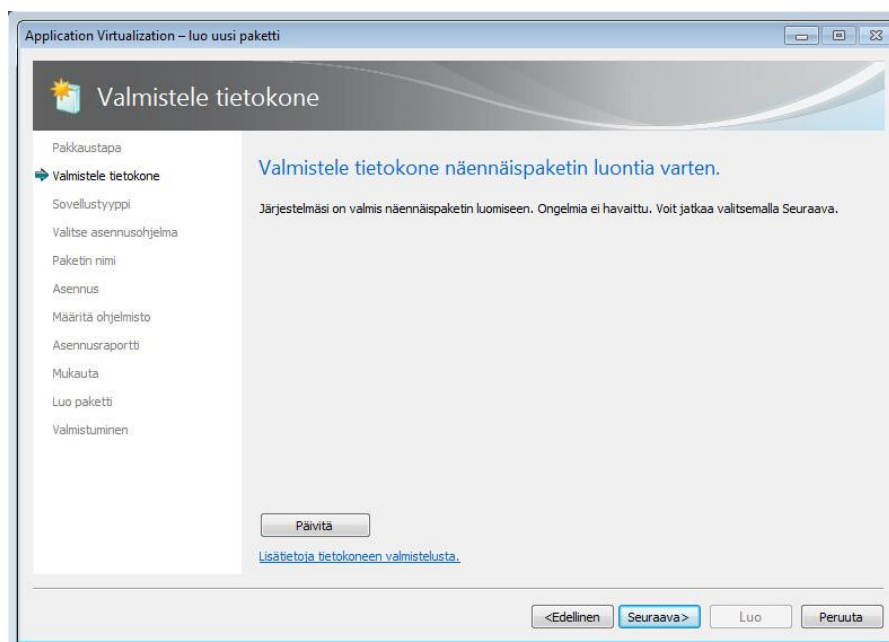 Application Virtualization – luo uusi paketti
Valmistele tietokone
Pakkaustapa
Valmistele tietokone
Sovellustyyppi
Valitse asennusohjelma
Paketin nimi
Asennus
Määritä ohjelmisto
Asennusraportti
Mukauta
Luo paketti
Valmistuminen
Valmistele tietokone näennäispaketin luontia varten.
Järjestelmäsi on valmis näennäispaketin luomiseen. Ongelmia ei havaittu. Voit jatkaa valitsemalla Seuraava.
Päivitä
Lisätietoja tietokoneen valmistelusta.
<Edellinen Seuraava> Luo Peruuta